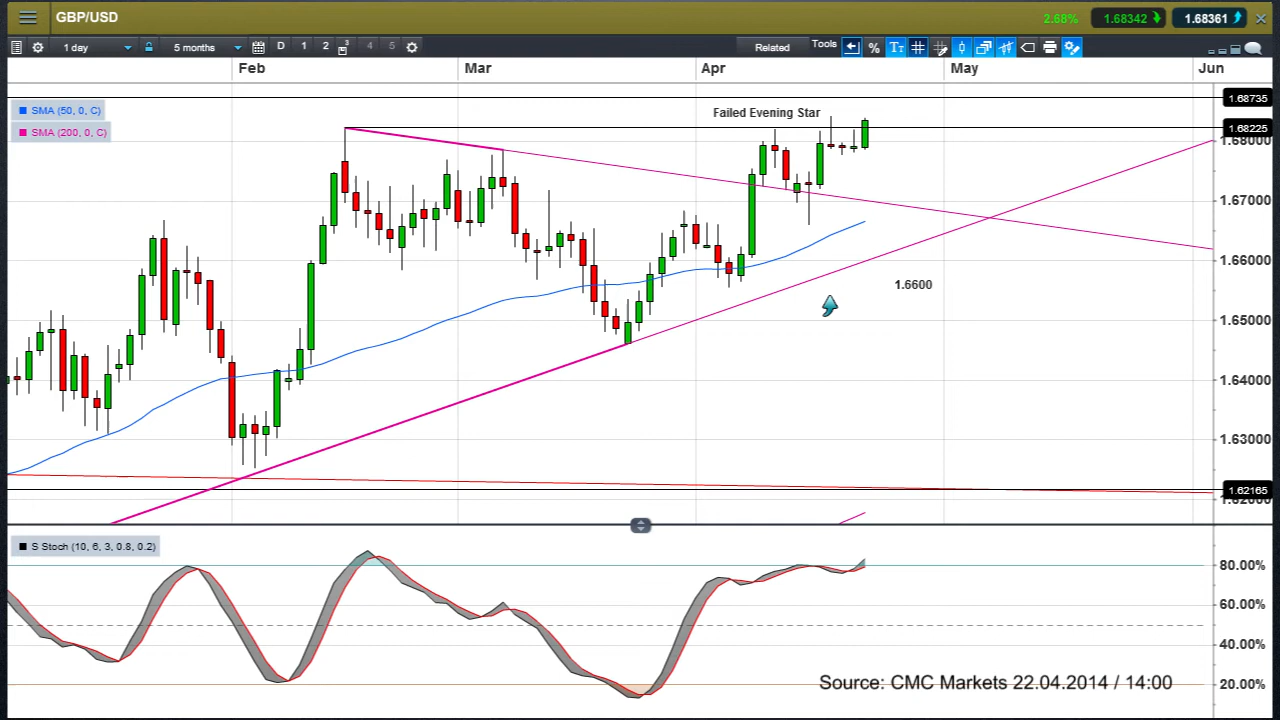 GBP/USD
2.68%
1.68342
1.68361
1 day
5 months
D
1
2
3
4
5
Related
Tools
%
Feb
Mar
Apr
May
Jun
SMA (50, 0, C)
SMA (200, 0, C)
Failed Evening Star
1.6600
1.68735
1.68225
1.68000
1.67000
1.66000
1.65000
1.64000
1.63000
1.62165
S Stoch (10, 6, 3, 0.8, 0.2)
80.00%
60.00%
40.00%
20.00%
Source: CMC Markets 22.04.2014 / 14:00